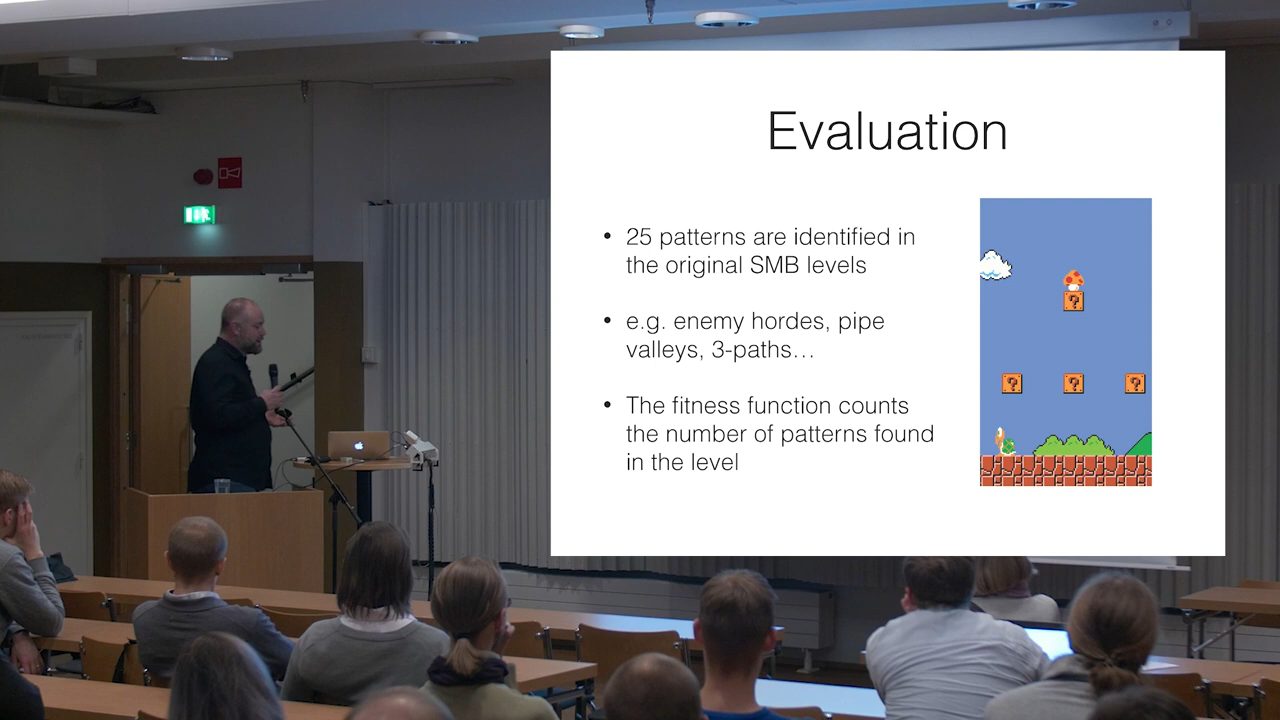 Evaluation
• 25 patterns are identified in
the original SMB levels
• e.g. enemy hordes, pipe
valleys, 3-paths…
• The fitness function counts
the number of patterns found
in the level
?
? ? ?